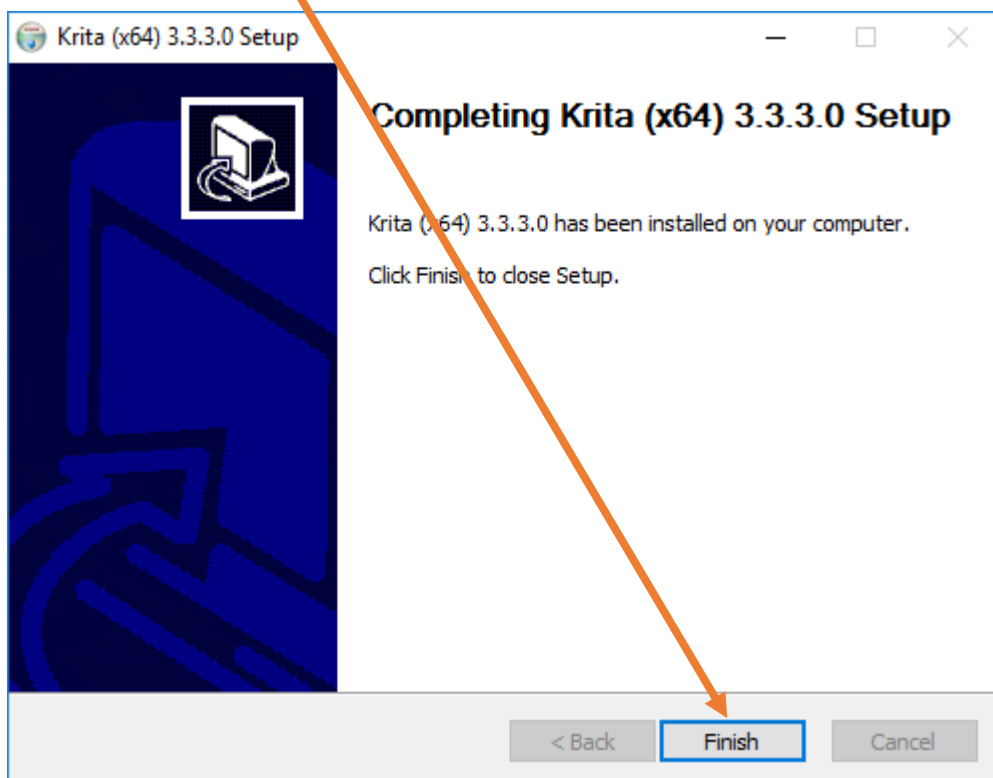 Krita (x64) 3.3.3.0 Setup
Completing Krita (x64) 3.3.3.0 Setup
Krita (x64) 3.3.3.0 has been installed on your computer.
Click Finish to close Setup.
< Back Finish Cancel